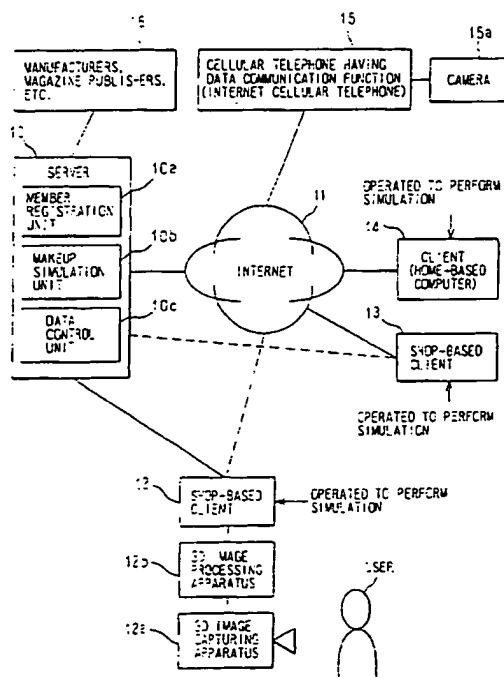 16
15
15a
MANUFACTURERS,
MAGAZINE PUBLISHERS,
ETC.
CELLULAR TELEPHONE HAVING
DATA COMMUNICATION FUNCTION
(INTERNET CELLULAR TELEPHONE)
CAMERA
10
SERVER
10a
MEMBER
REGISTRATION
UNIT
10b
MAKEUP
SIMULATION
UNIT
10c
DATA
CONTROL
UNIT
11
INTERNET
OPERATED TO PERFORM
SIMULATION
14
CLIENT
(HOME-BASED
COMPUTER)
13
SHOP-BASED
CLIENT
OPERATED TO PERFORM
SIMULATION
12
SHOP-BASED
CLIENT
OPERATED TO PERFORM
SIMULATION
12b
3D IMAGE
PROCESSING
APPARATUS
12a
3D IMAGE
CAPTURING
APPARATUS
USER